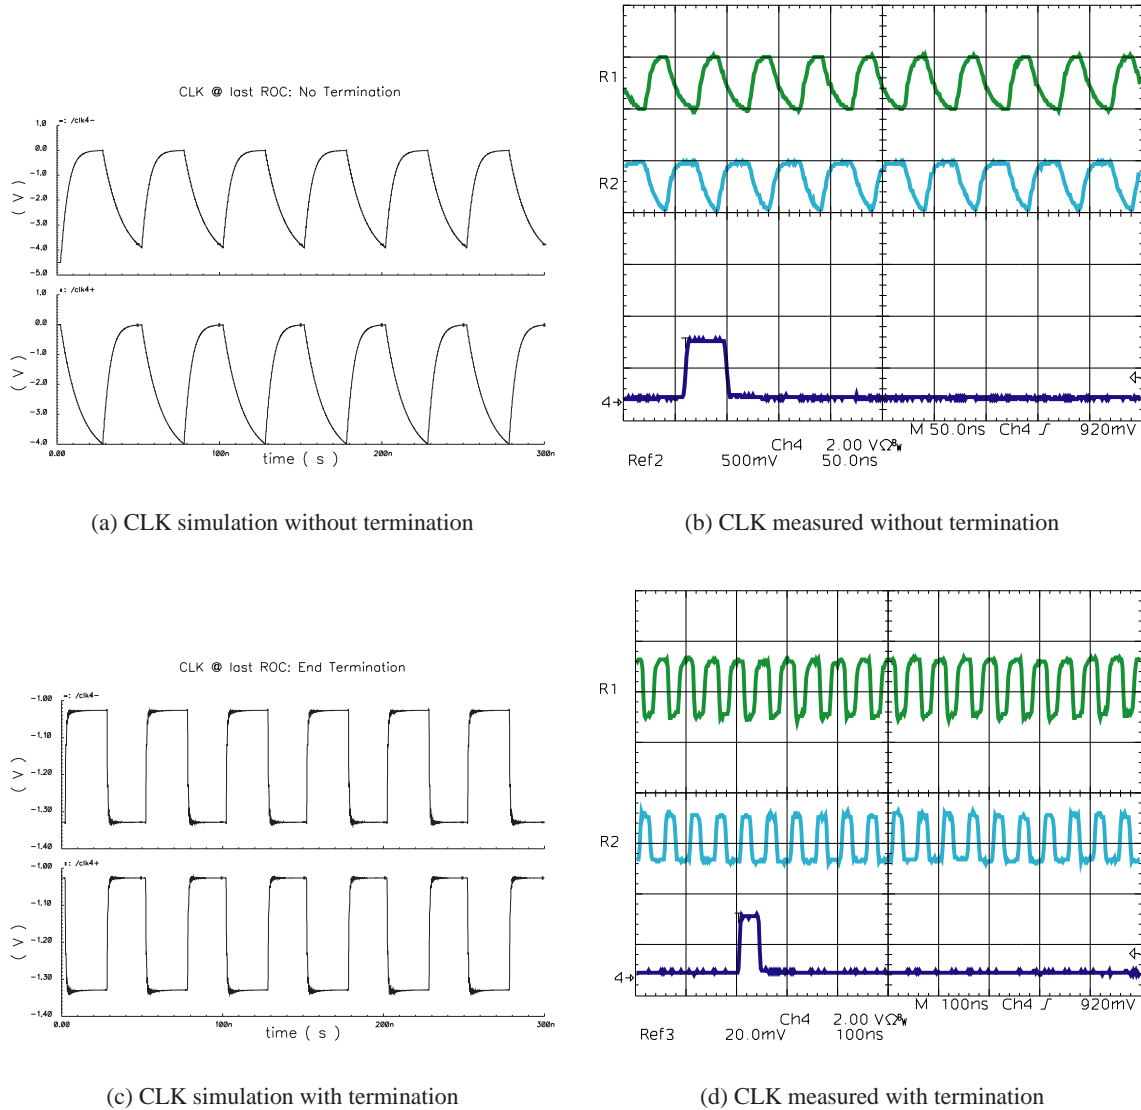 CLK @ last ROC: No Termination
−: /clk4−
1.0
0.0
−1.0
−2.0
−3.0
−4.0
−5.0
( V )
▪: /clk4+
1.0
0.0
−1.0
−2.0
−3.0
−4.0
( V )
0.00 100n 200n 300n
time ( s )
(a) CLK simulation without termination
R1
R2
4
M 50.0ns Ch4 920mV
Ch4 2.00 VΩBW
Ref2 500mV 50.0ns
(b) CLK measured without termination
CLK @ last ROC: End Termination
−: /clk4−
−1.00
−1.10
−1.20
−1.30
−1.40
( V )
▪: /clk4+
−1.00
−1.10
−1.20
−1.30
−1.40
( V )
0.00 100n 200n 300n
time ( s )
(c) CLK simulation with termination
R1
R2
4
M 100ns Ch4 920mV
Ch4 2.00 VΩBW
Ref3 20.0mV 100ns
(d) CLK measured with termination